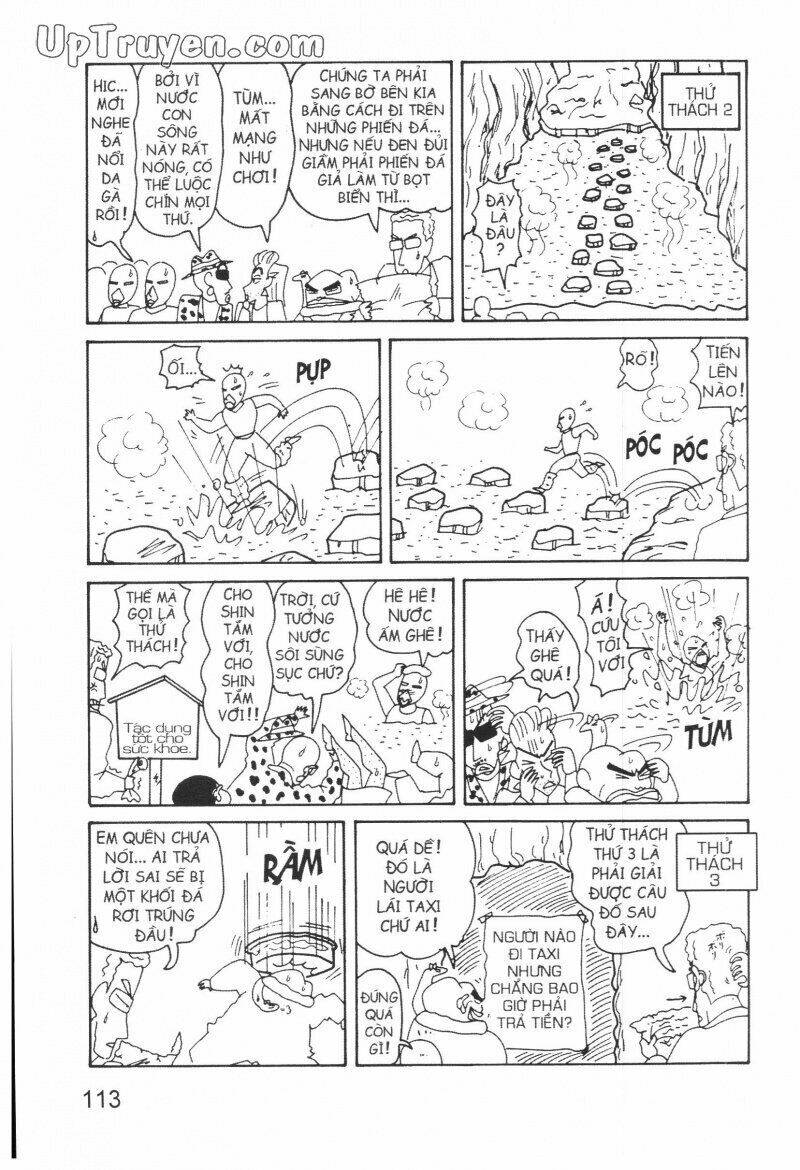 UpTruyen.com
THỬ
THÁCH 2
ĐÂY
LÀ
ĐÂU
?
CHÚNG TA PHẢI
SANG BỜ BÊN KIA
BẰNG CÁCH ĐI TRÊN
NHỮNG PHIẾN ĐÁ...
NHƯNG NẾU ĐEN ĐỦI
GIẪM PHẢI PHIẾN ĐÁ
GIẢ LÀM TỪ BỌT
BIỂN THÌ...
TÙM...
MẤT
MẠNG
NHƯ
CHƠI!
BỞI VÌ
NƯỚC
CON
SÔNG
NÀY RẤT
NÓNG, CÓ
THỂ LUỘC
CHÍN MỌI
THỨ.
HIC...
MỚI
NGHE
ĐÃ
NỔI
DA
GÀ
RỒI!
TIẾN
LÊN
NÀO!
RÕ!
PÓC PÓC
ỐI...
PỤP
Á!
CỨU
TÔI
VỚI
THẤY
GHÊ
QUÁ!
TÙM
HÊ HÊ!
NƯỚC
ẤM GHÊ!
TRỜI, CỨ
TƯỞNG
NƯỚC
SÔI SÙNG
SỤC CHỨ?
CHO
SHIN
TẮM
VỚI, CHO
SHIN
TẮM
VỚI!!
THẾ MÀ
GỌI LÀ
THỬ
THÁCH!
Tác dụng
tốt cho
sức khỏe.
THỬ
THÁCH
3
THỬ THÁCH
THỨ 3 LÀ
PHẢI GIẢI
ĐƯỢC CÂU
ĐỐ SAU
ĐÂY...
NGƯỜI NÀO
ĐI TAXI
NHƯNG
CHẲNG BAO
GIỜ PHẢI
TRẢ TIỀN?
QUÁ DỄ!
ĐÓ LÀ
NGƯỜI
LÁI TAXI
CHỨ AI!
ĐÚNG
QUÁ
CÒN
GÌ!
RẦM
EM QUÊN CHƯA
NÓI... AI TRẢ
LỜI SAI SẼ BỊ
MỘT KHỐI ĐÁ
RƠI TRÚNG
ĐẦU!
113